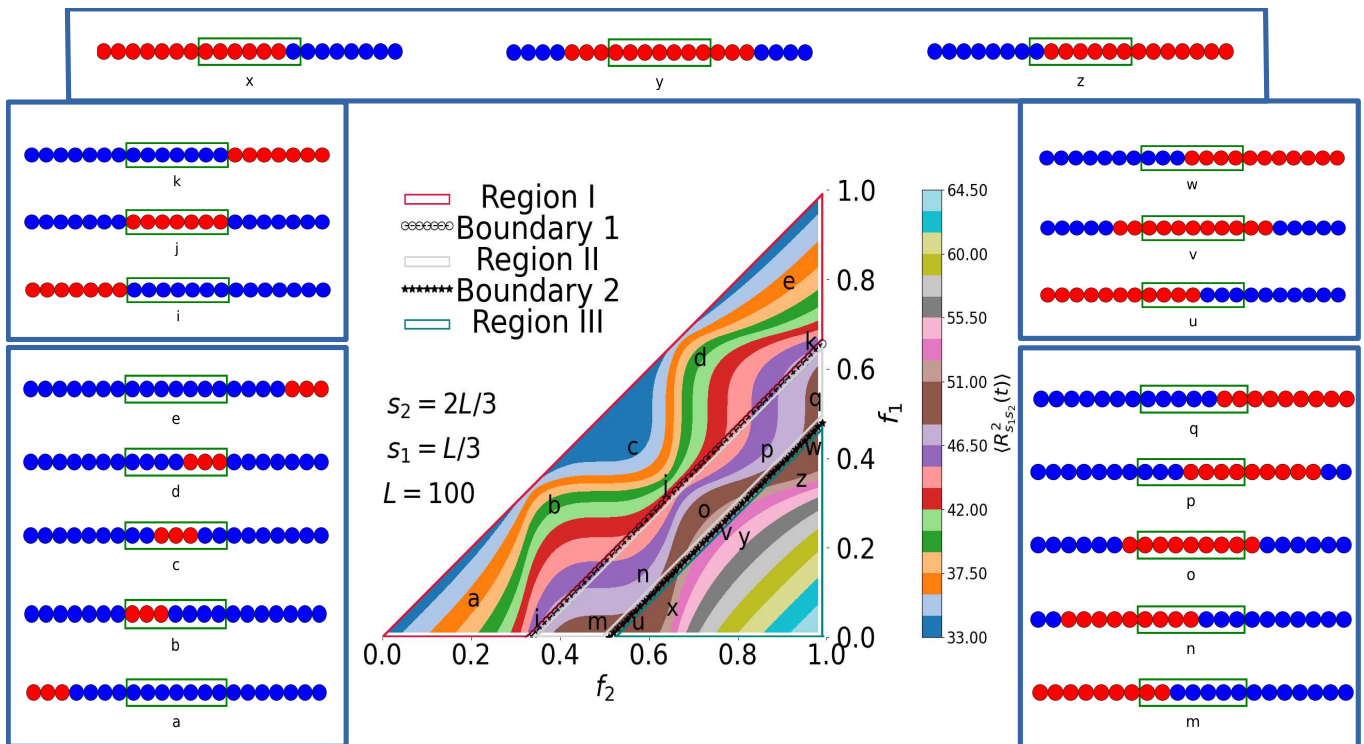 x
y
z
k
j
i
e
d
c
b
a
Region I
Boundary 1
Region II
Boundary 2
Region III
s₂ = 2L/3
s₁ = L/3
L = 100
a
b
c
d
e
i
j
k
m
n
o
p
q
u
v
w
x
y
z
0.0
0.2
0.4
0.6
0.8
1.0
f₂
1.0
0.8
0.6
0.4
0.2
0.0
f₁
64.50
60.00
55.50
51.00
46.50
42.00
37.50
33.00
⟨R²ₛ₁ₛ₂(t)⟩
w
v
u
q
p
o
n
m